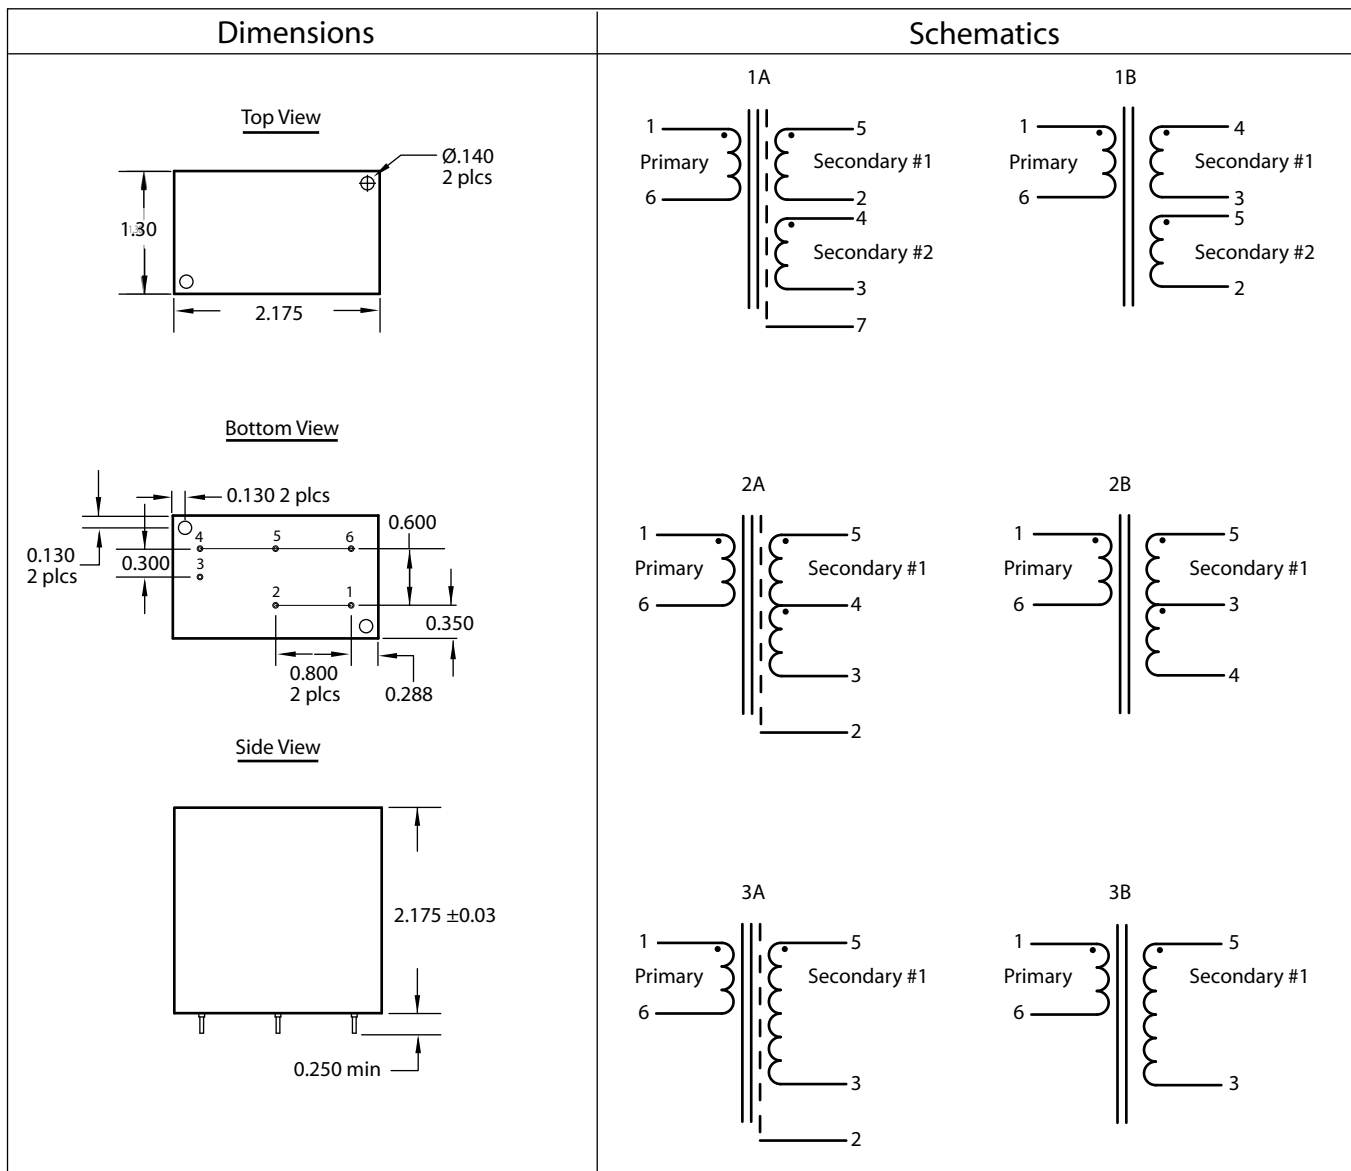 Dimensions
Schematics
Top View
Ø.140
2 plcs
1.30
2.175
Bottom View
0.130 2 plcs
0.600
0.130
2 plcs
0.300
4
5
6
3
2
1
0.350
0.800
2 plcs
0.288
Side View
2.175 ±0.03
0.250 min
1A
1
Primary
6
5
Secondary #1
2
4
Secondary #2
3
7
1B
1
Primary
6
4
Secondary #1
3
5
Secondary #2
2
2A
1
Primary
6
5
Secondary #1
4
3
2
2B
1
Primary
6
5
Secondary #1
3
4
3A
1
Primary
6
5
Secondary #1
3
2
3B
1
Primary
6
5
Secondary #1
3